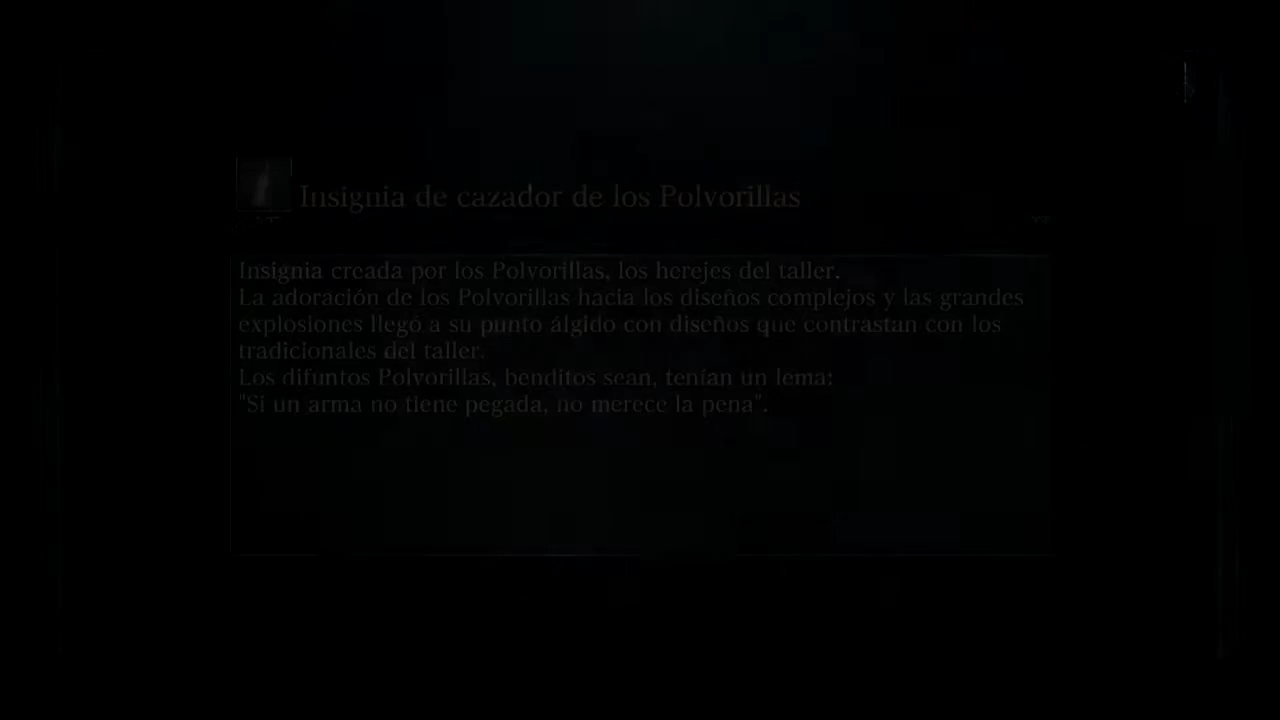 Insignia de cazador de los Polvorillas
Insignia creada por los Polvorillas, los herejes del taller.
La adoración de los Polvorillas hacia los diseños complejos y las grandes
explosiones llegó a su punto álgido con diseños que contrastan con los
tradicionales del taller.
Los difuntos Polvorillas, benditos sean, tenían un lema:
"Si un arma no tiene pegada, no merece la pena".